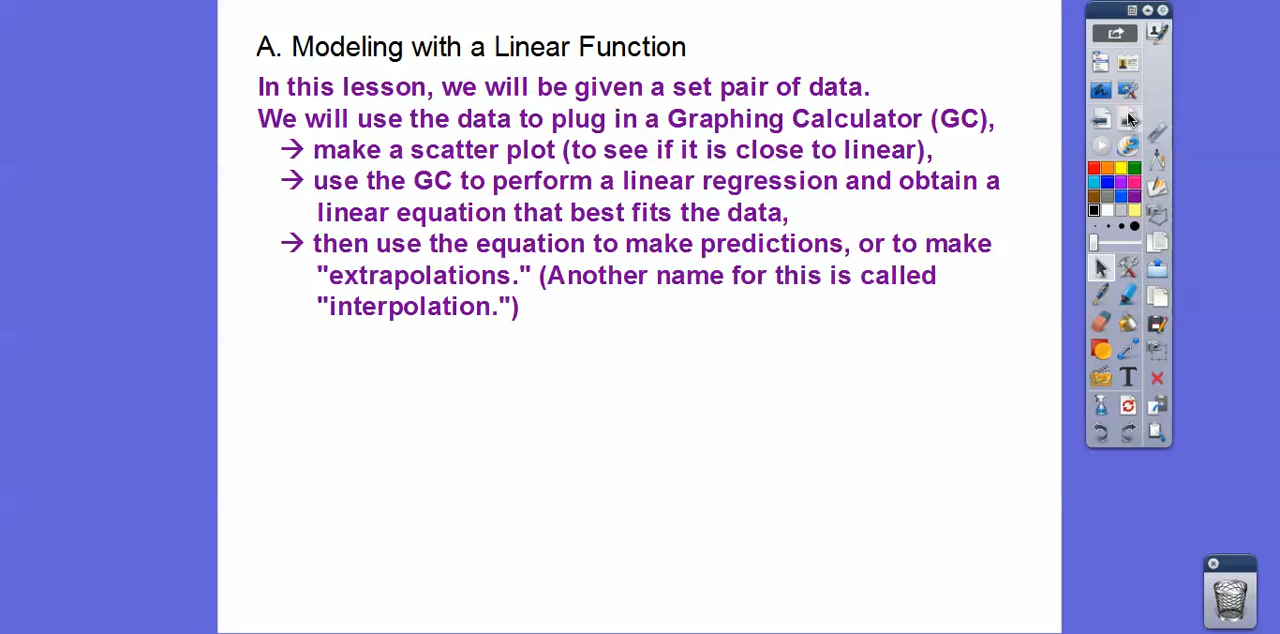 A. Modeling with a Linear Function
In this lesson, we will be given a set pair of data.
We will use the data to plug in a Graphing Calculator (GC),
→ make a scatter plot (to see if it is close to linear),
→ use the GC to perform a linear regression and obtain a
linear equation that best fits the data,
→ then use the equation to make predictions, or to make
"extrapolations." (Another name for this is called
"interpolation.")
T